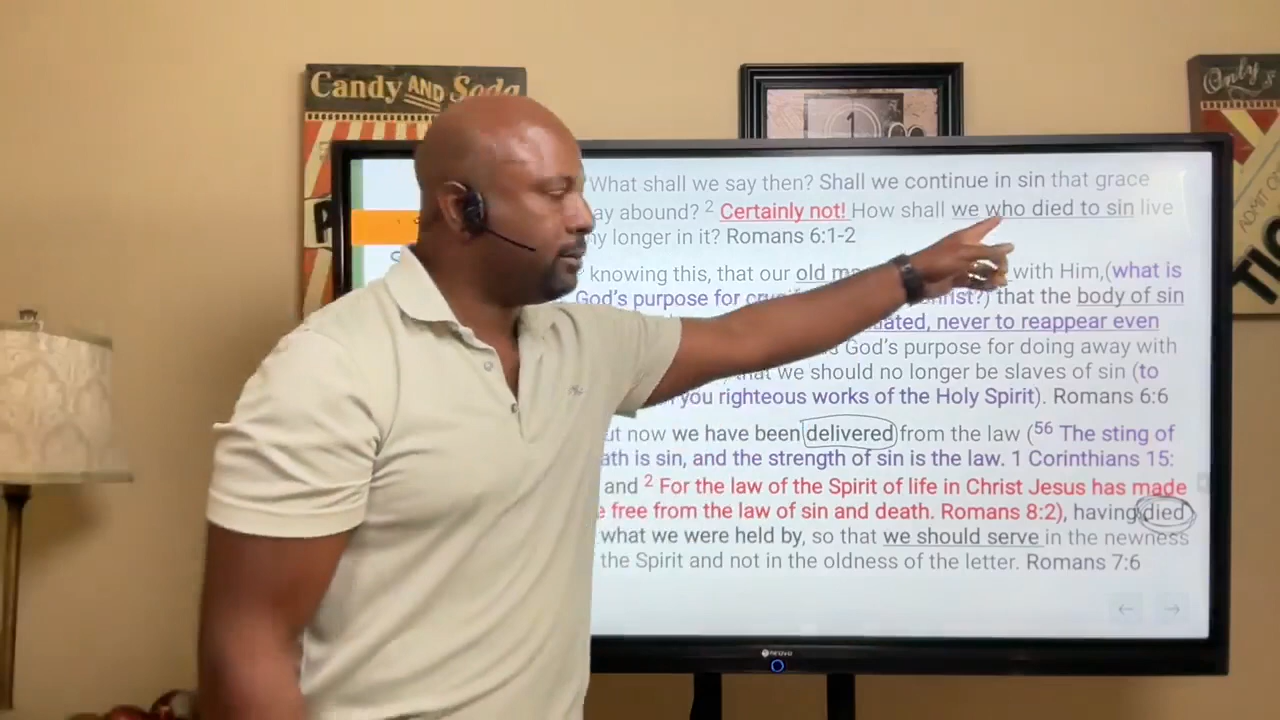 Candy AND Soda
Only $
1
ADMIT O
What shall we say then? Shall we continue in sin that grace
ay abound? 2 Certainly not! How shall we who died to sin live
ny longer in it? Romans 6:1-2
knowing this, that our old ma with Him,(what is
God's purpose for that the body of sin
ated, never to reappear even
God's purpose for doing away with
that we should no longer be slaves of sin (to
you righteous works of the Holy Spirit). Romans 6:6
ut now we have been delivered from the law (56 The sting of
ath is sin, and the strength of sin is the law. 1 Corinthians 15:
and 2 For the law of the Spirit of life in Christ Jesus has made
e free from the law of sin and death. Romans 8:2), having died
what we were held by, so that we should serve in the newness
the Spirit and not in the oldness of the letter. Romans 7:6